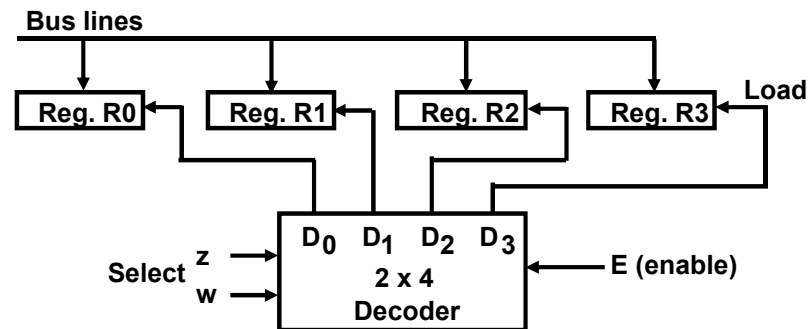 Bus lines
Load
Reg. R0 Reg. R1 Reg. R2 Reg. R3
D0 D1 D2 D3
Select z
w
2 x 4
Decoder
E (enable)